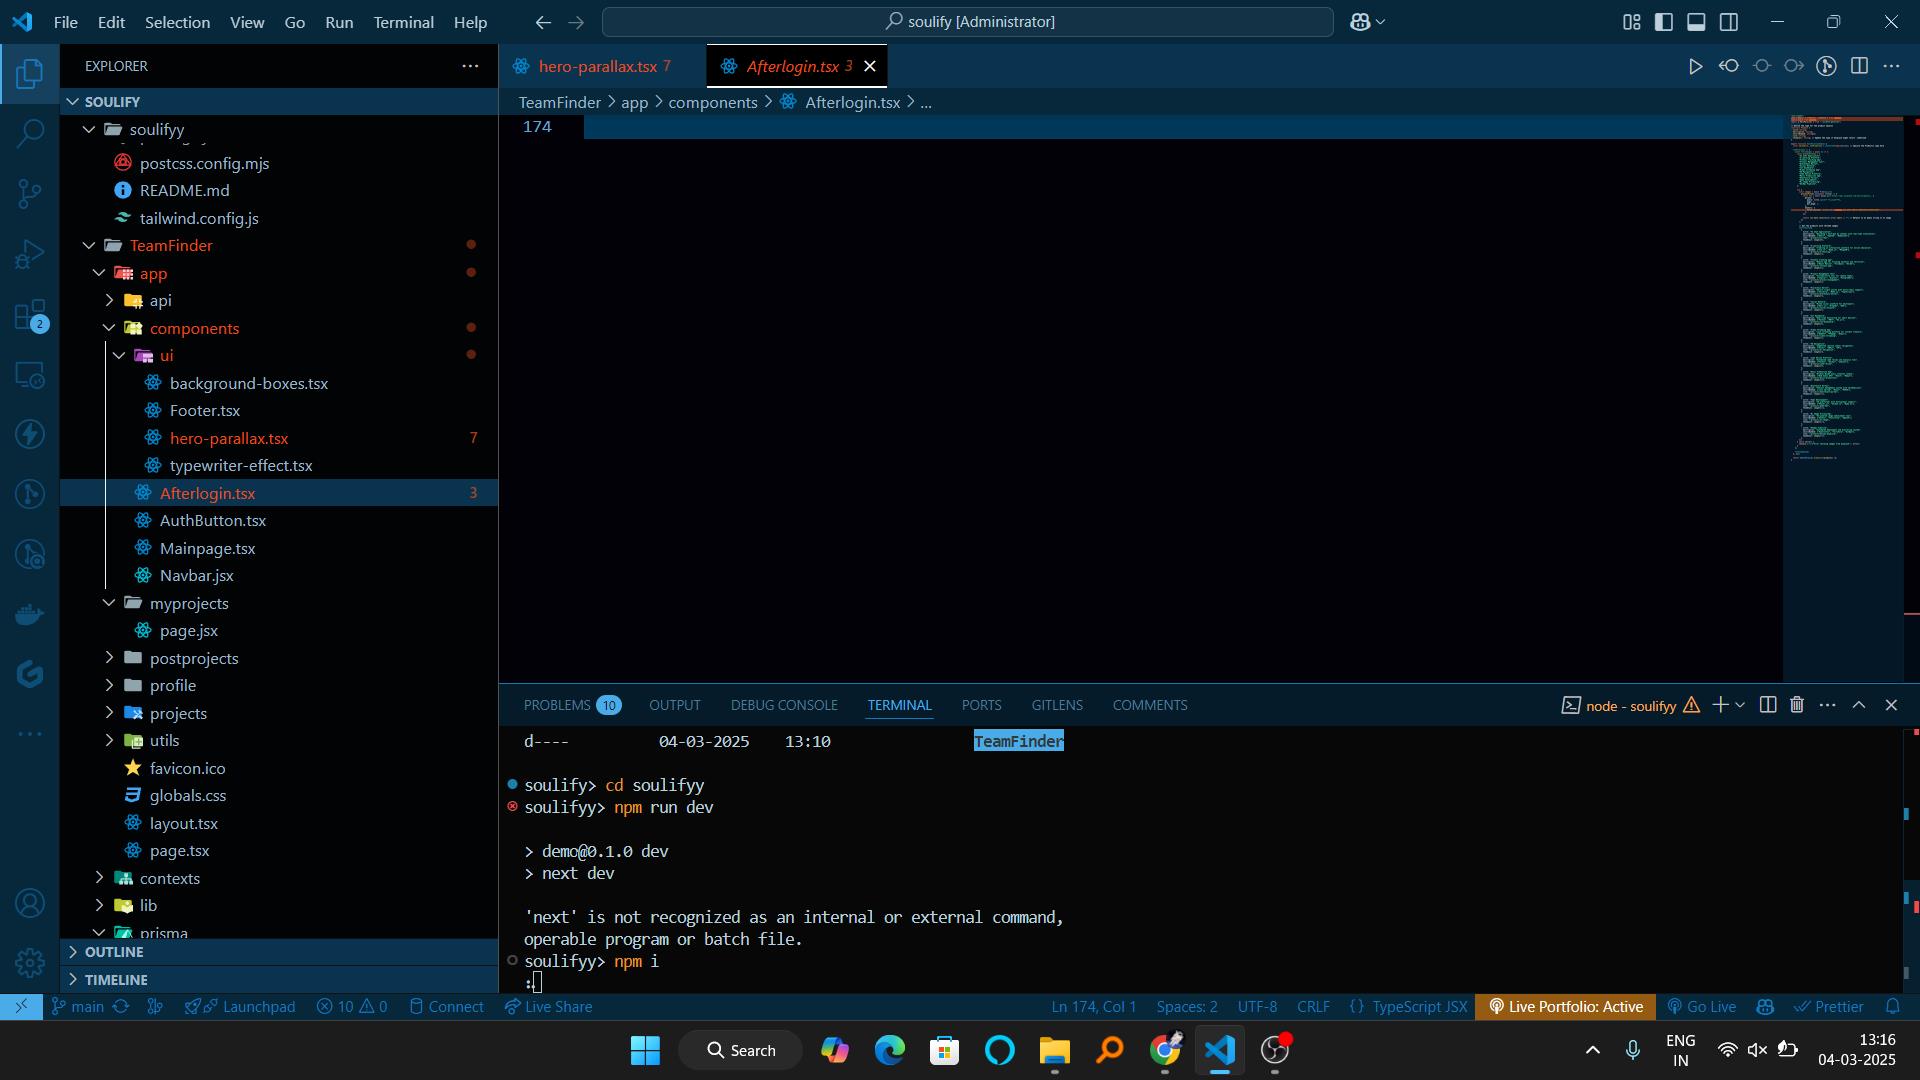 File Edit Selection View Go Run Terminal Help
soulify [Administrator]
EXPLORER
SOULIFY
soulifyy
postcss.config.mjs
README.md
tailwind.config.js
TeamFinder
app
api
components
ui
background-boxes.tsx
Footer.tsx
hero-parallax.tsx 7
typewriter-effect.tsx
Afterlogin.tsx 3
AuthButton.tsx
Mainpage.tsx
Navbar.jsx
myprojects
page.jsx
postprojects
profile
projects
utils
favicon.ico
globals.css
layout.tsx
page.tsx
contexts
lib
prisma
OUTLINE
TIMELINE
2
hero-parallax.tsx 7
Afterlogin.tsx 3
TeamFinder > app > components > Afterlogin.tsx > ...
174
PROBLEMS 10 OUTPUT DEBUG CONSOLE TERMINAL PORTS GITLENS COMMENTS
node - soulifyy
d---- 04-03-2025 13:10 TeamFinder
soulify> cd soulifyy
soulifyy> npm run dev
> demo@0.1.0 dev
> next dev
'next' is not recognized as an internal or external command,
operable program or batch file.
soulifyy> npm i
main Launchpad 10 0 Connect Live Share
Ln 174, Col 1 Spaces: 2 UTF-8 CRLF {} TypeScript JSX Live Portfolio: Active Go Live Prettier
Search
ENG
IN
13:16
04-03-2025